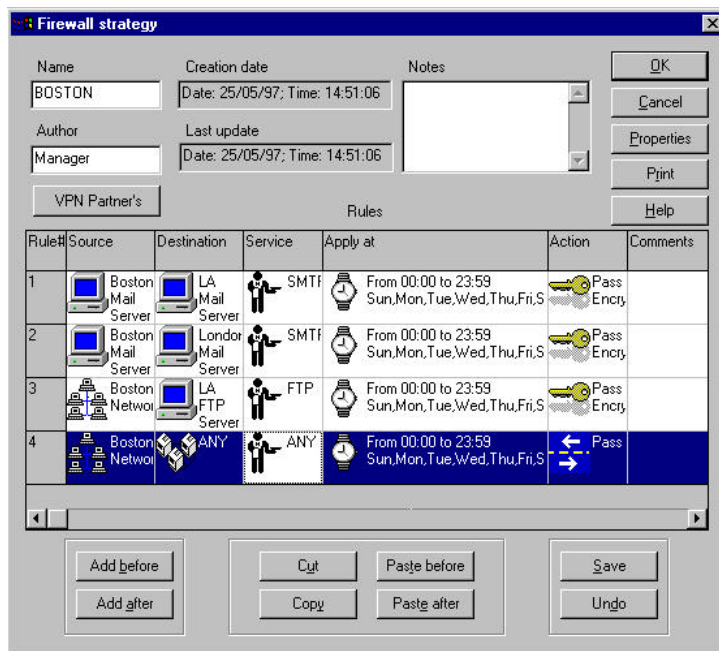 Firewall strategy
Name
Creation date
Notes
OK
BOSTON
Date: 25/05/97; Time: 14:51:06
Cancel
Author
Last update
Properties
Manager
Date: 25/05/97; Time: 14:51:06
Print
VPN Partner's
Rules
Help
Rule# Source Destination Service Apply at Action Comments
1
Boston Mail Server
LA Mail Server
SMTF
From 00:00 to 23:59
Sun,Mon,Tue,Wed,Thu,Fri,S
Pass
Encry
2
Boston Mail Server
Londor Mail Server
SMTF
From 00:00 to 23:59
Sun,Mon,Tue,Wed,Thu,Fri,S
Pass
Encry
3
Boston Networ
LA FTP Server
FTP
From 00:00 to 23:59
Sun,Mon,Tue,Wed,Thu,Fri,S
Pass
Encry
4
Boston Networ
ANY
ANY
From 00:00 to 23:59
Sun,Mon,Tue,Wed,Thu,Fri,S
Pass
Add before
Cut
Paste before
Save
Add after
Copy
Paste after
Undo